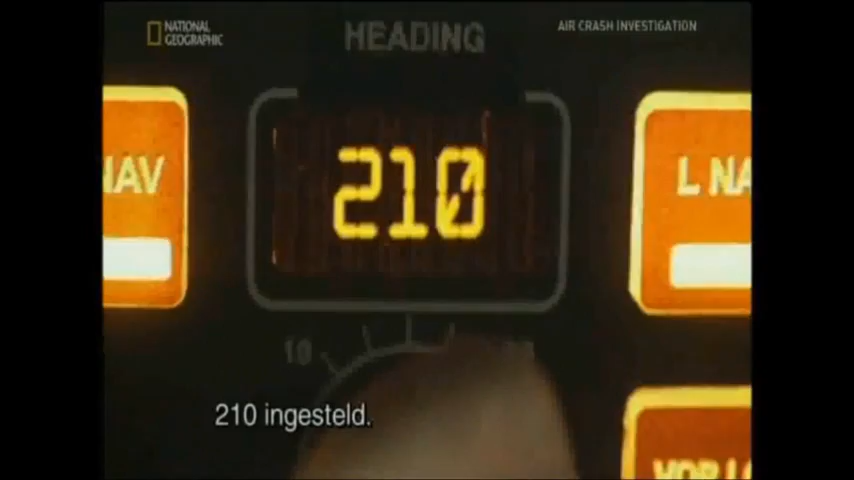 NATIONAL
GEOGRAPHIC
AIR CRASH INVESTIGATION
HEADING
NAV
210
L NA
10
210 ingesteld.